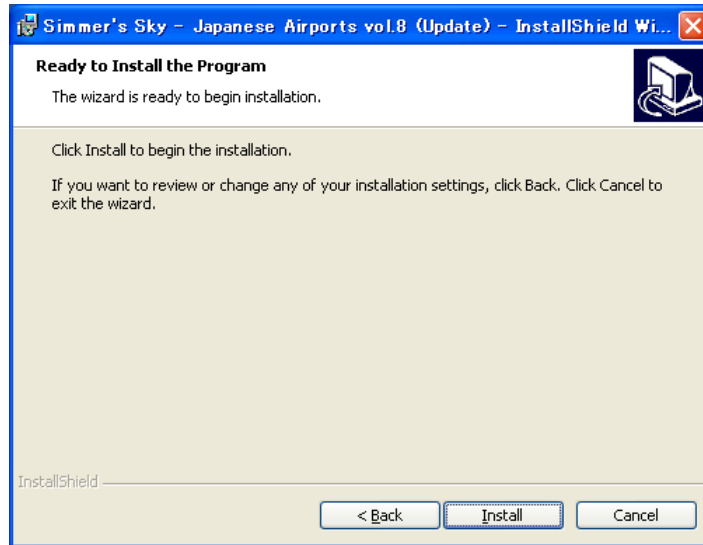 Simmer's Sky - Japanese Airports vol.8 (Update) - InstallShield Wi...
Ready to Install the Program
The wizard is ready to begin installation.
Click Install to begin the installation.
If you want to review or change any of your installation settings, click Back. Click Cancel to
exit the wizard.
InstallShield
< Back
Install
Cancel